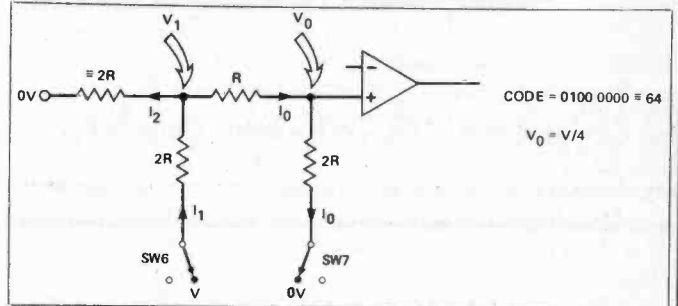 V₁
V₀
≡ 2R
R
0V
I₂
I₀
CODE = 0100 0000 ≡ 64
V₀ = V/4
2R
2R
I₁
I₀
SW6
SW7
V
0V
−
+